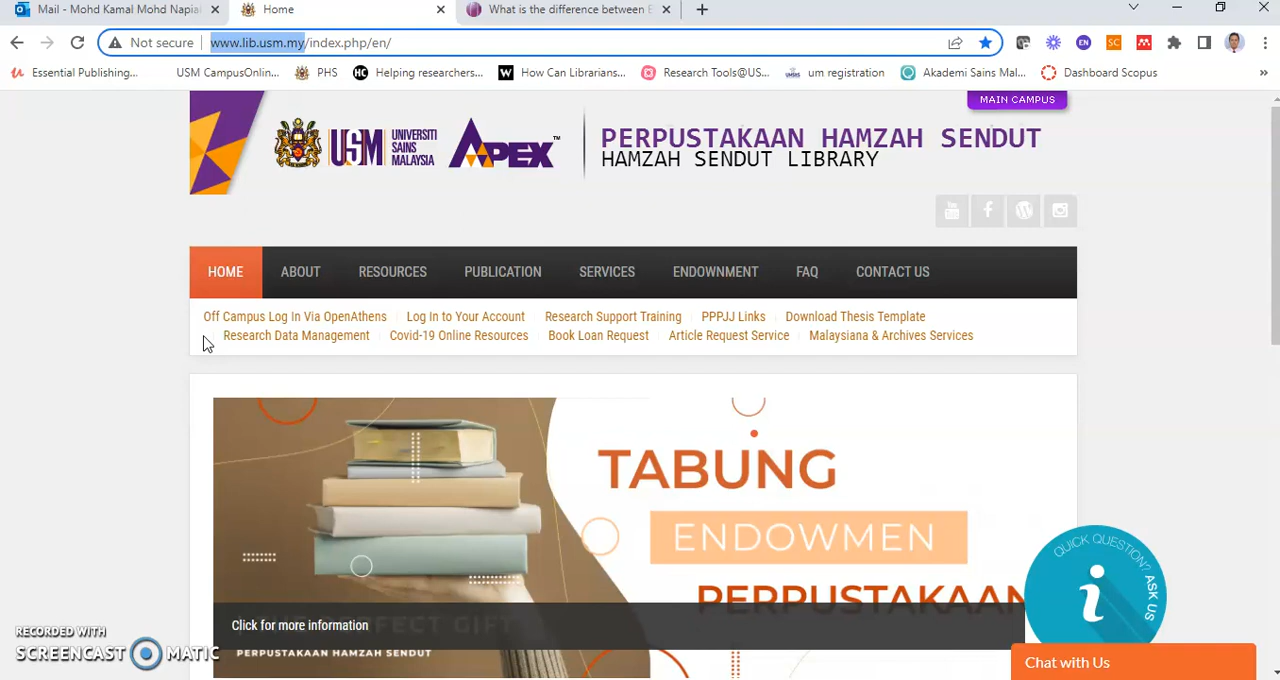 Mail - Mohd Kamal Mohd Napial
Home
What is the difference between E
Not secure
www.lib.usm.my/index.php/en/
Essential Publishing...
USM CampusOnlin...
PHS
Helping researchers...
How Can Librarians...
Research Tools@US...
um registration
Akademi Sains Mal...
Dashboard Scopus
MAIN CAMPUS
USM UNIVERSITI SAINS MALAYSIA
APEX™
PERPUSTAKAAN HAMZAH SENDUT
HAMZAH SENDUT LIBRARY
HOME ABOUT RESOURCES PUBLICATION SERVICES ENDOWNMENT FAQ CONTACT US
Off Campus Log In Via OpenAthens Log In to Your Account Research Support Training PPPJJ Links Download Thesis Template
Research Data Management Covid-19 Online Resources Book Loan Request Article Request Service Malaysiana & Archives Services
TABUNG
ENDOWMEN
PERPUSTAKAAN
Click for more information
PERPUSTAKAAN HAMZAH SENDUT
QUICK QUESTION? ASK US
i
Chat with Us
RECORDED WITH
SCREENCAST MATIC